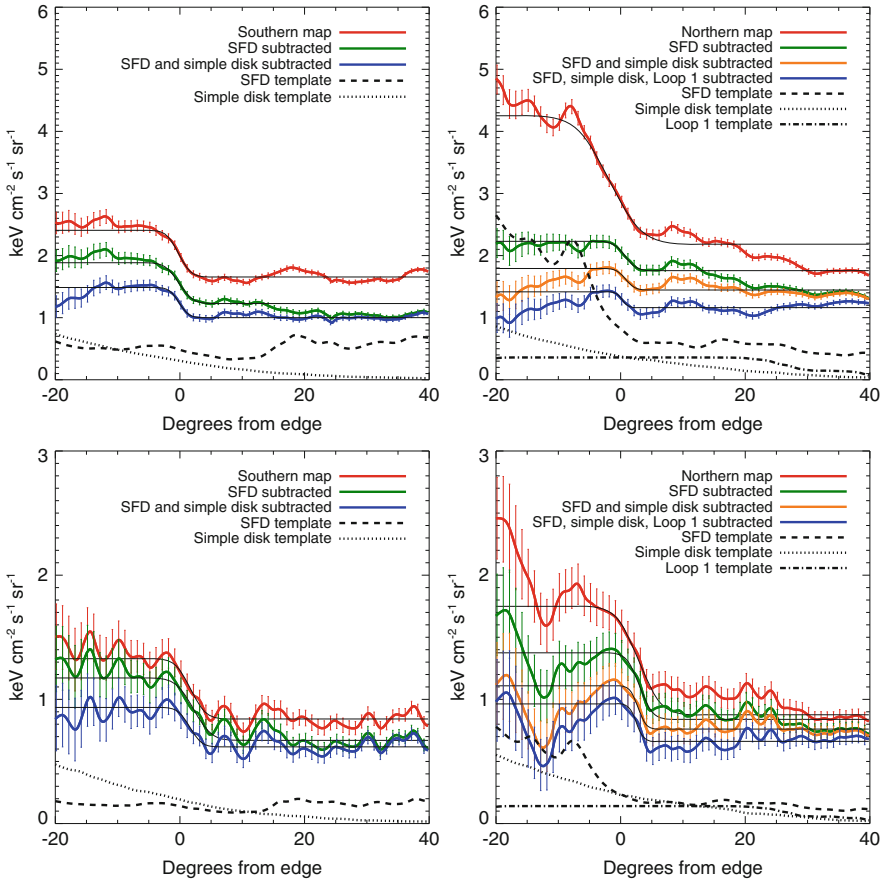 Southern map
SFD subtracted
SFD and simple disk subtracted
SFD template
Simple disk template
keV cm-2 s-1 sr-1
6
5
4
3
2
1
0
-20 0 20 40
Degrees from edge
Northern map
SFD subtracted
SFD and simple disk subtracted
SFD, simple disk, Loop 1 subtracted
SFD template
Simple disk template
Loop 1 template
keV cm-2 s-1 sr-1
6
5
4
3
2
1
0
-20 0 20 40
Degrees from edge
Southern map
SFD subtracted
SFD and simple disk subtracted
SFD template
Simple disk template
keV cm-2 s-1 sr-1
3
2
1
0
-20 0 20 40
Degrees from edge
Northern map
SFD subtracted
SFD and simple disk subtracted
SFD, simple disk, Loop 1 subtracted
SFD template
Simple disk template
Loop 1 template
keV cm-2 s-1 sr-1
3
2
1
0
-20 0 20 40
Degrees from edge